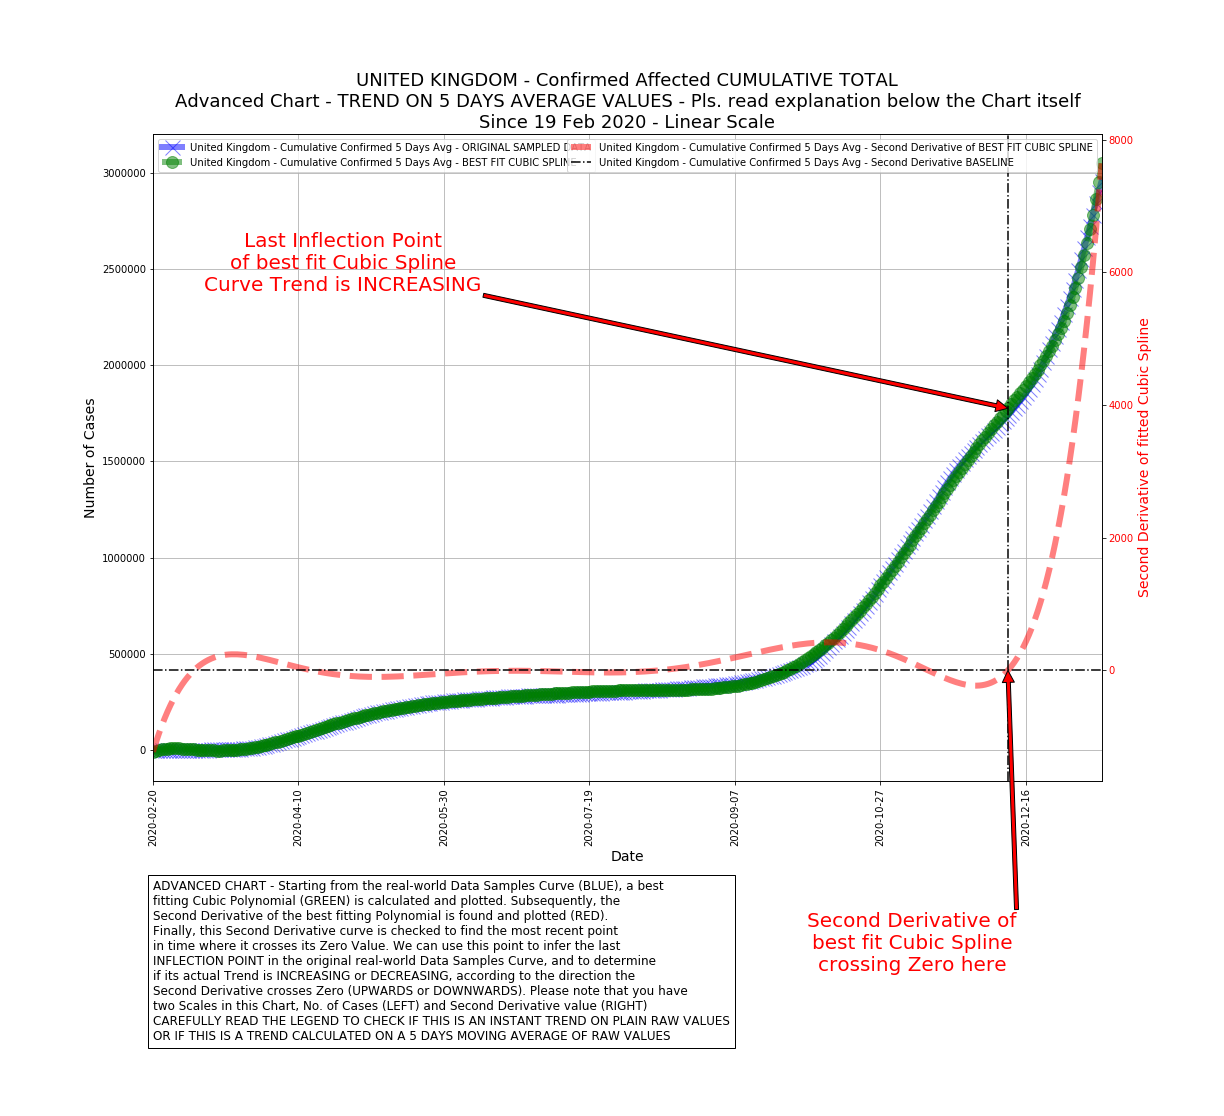 UNITED KINGDOM - Confirmed Affected CUMULATIVE TOTAL
Advanced Chart - TREND ON 5 DAYS AVERAGE VALUES - Pls. read explanation below the Chart itself
Since 19 Feb 2020 - Linear Scale
United Kingdom - Cumulative Confirmed 5 Days Avg - ORIGINAL SAMPLED D
United Kingdom - Cumulative Confirmed 5 Days Avg - BEST FIT CUBIC SPLIN
United Kingdom - Cumulative Confirmed 5 Days Avg - Second Derivative of BEST FIT CUBIC SPLINE
United Kingdom - Cumulative Confirmed 5 Days Avg - Second Derivative BASELINE
Last Inflection Point
of best fit Cubic Spline
Curve Trend is INCREASING
Number of Cases
3000000
2500000
2000000
1500000
1000000
500000
0
8000
6000
4000
2000
0
Second Derivative of fitted Cubic Spline
2020-02-20
2020-04-10
2020-05-30
2020-07-19
2020-09-07
2020-10-27
2020-12-16
Date
ADVANCED CHART - Starting from the real-world Data Samples Curve (BLUE), a best
fitting Cubic Polynomial (GREEN) is calculated and plotted. Subsequently, the
Second Derivative of the best fitting Polynomial is found and plotted (RED).
Finally, this Second Derivative curve is checked to find the most recent point
in time where it crosses its Zero Value. We can use this point to infer the last
INFLECTION POINT in the original real-world Data Samples Curve, and to determine
if its actual Trend is INCREASING or DECREASING, according to the direction the
Second Derivative crosses Zero (UPWARDS or DOWNWARDS). Please note that you have
two Scales in this Chart, No. of Cases (LEFT) and Second Derivative value (RIGHT)
CAREFULLY READ THE LEGEND TO CHECK IF THIS IS AN INSTANT TREND ON PLAIN RAW VALUES
OR IF THIS IS A TREND CALCULATED ON A 5 DAYS MOVING AVERAGE OF RAW VALUES
Second Derivative of
best fit Cubic Spline
crossing Zero here